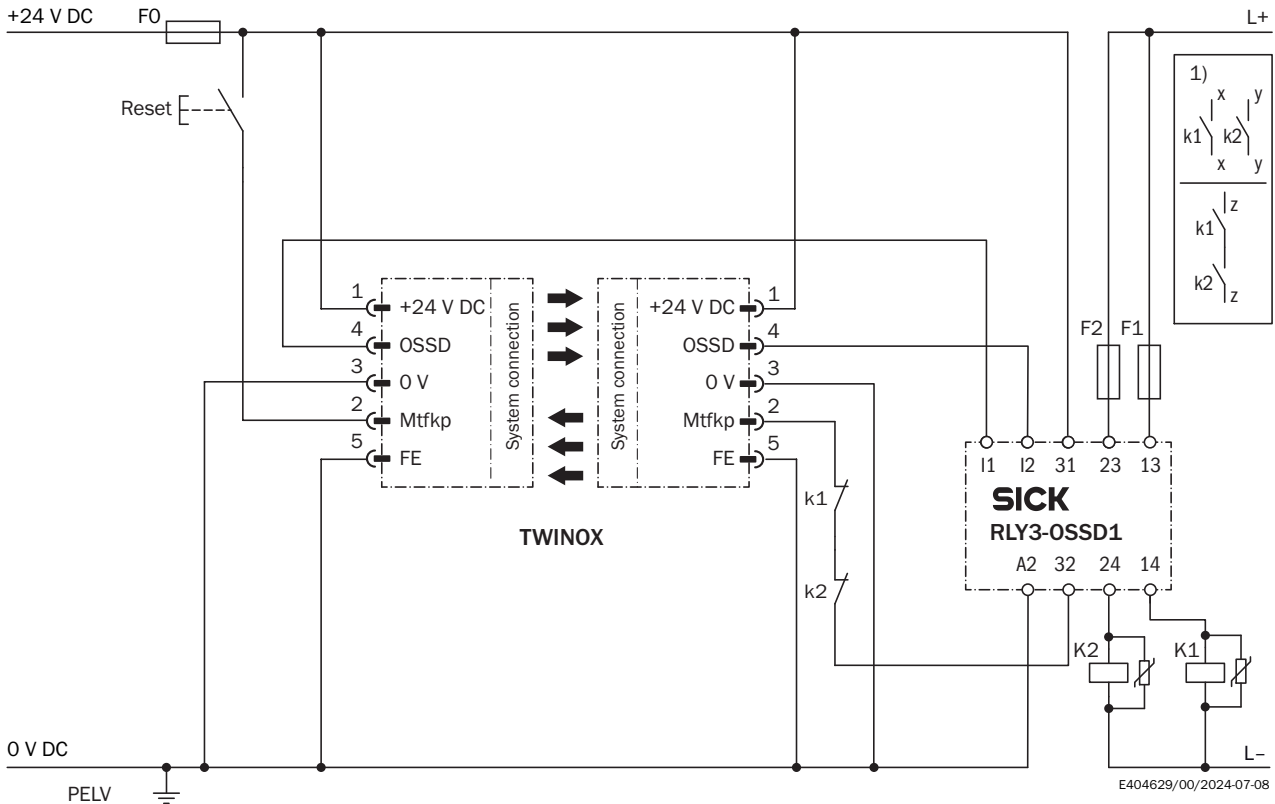 +24 V DC
F0
L+
Reset
1)
x
y
k1
k2
x
y
z
k1
k2
z
1
+24 V DC
4
OSSD
3
0 V
2
Mtfkp
5
FE
System connection
System connection
+24 V DC
1
OSSD
4
0 V
3
Mtfkp
2
FE
5
TWINOX
k1
k2
F2
F1
I1
I2
31
23
13
SICK
RLY3-OSSD1
A2
32
24
14
K2
K1
0 V DC
L–
PELV
E404629/00/2024-07-08